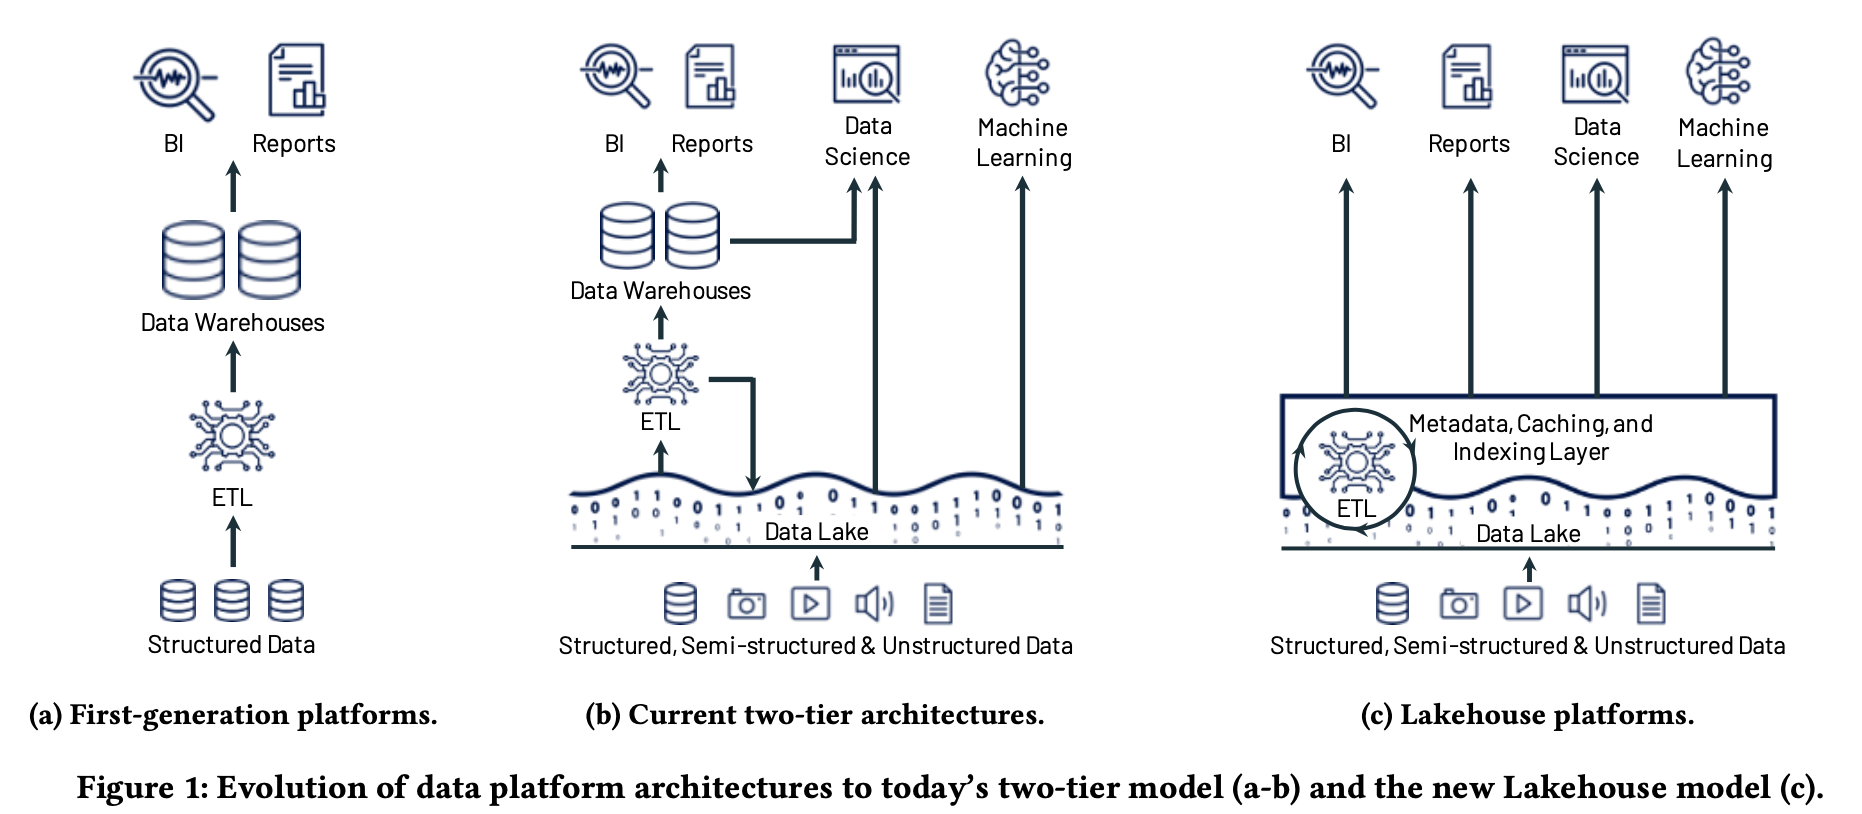 BI
Reports
Data Warehouses
ETL
Structured Data
(a) First-generation platforms.
BI
Reports
Data
Science
Machine
Learning
Data Warehouses
ETL
Data Lake
Structured, Semi-structured & Unstructured Data
(b) Current two-tier architectures.
BI
Reports
Data
Science
Machine
Learning
Metadata, Caching, and
Indexing Layer
ETL
Data Lake
Structured, Semi-structured & Unstructured Data
(c) Lakehouse platforms.
Figure 1: Evolution of data platform architectures to today's two-tier model (a-b) and the new Lakehouse model (c).